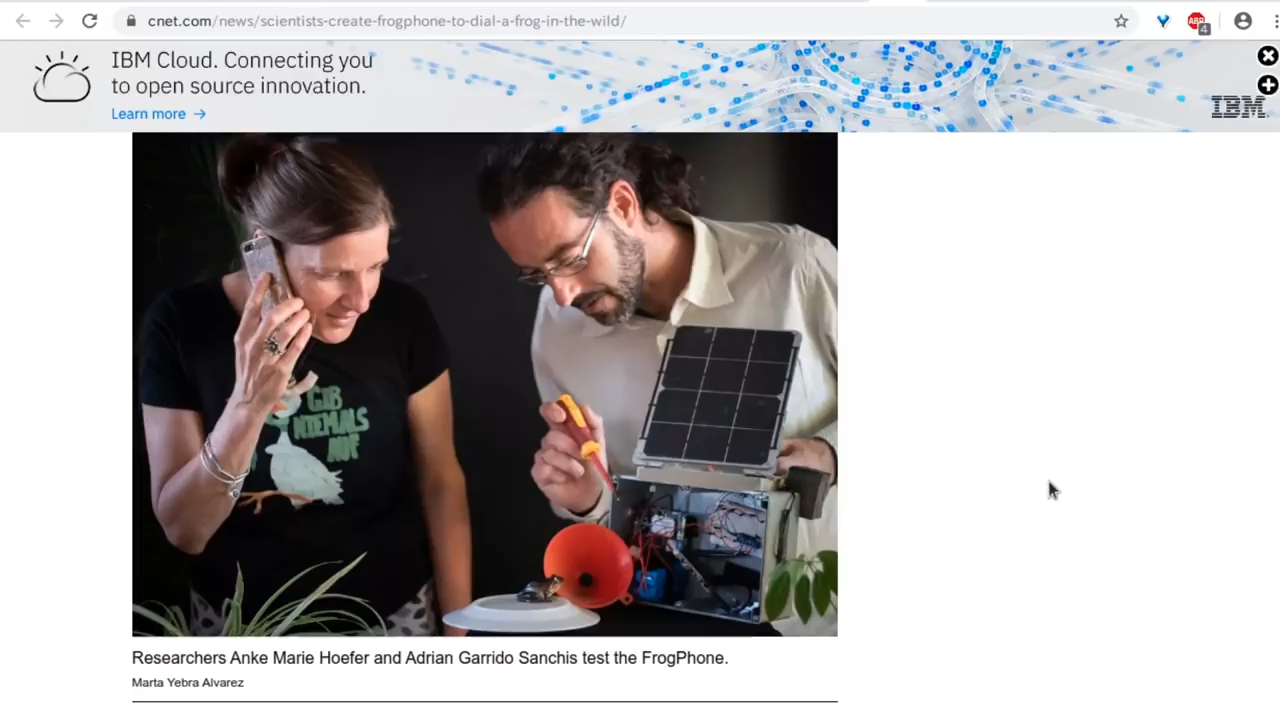 cnet.com/news/scientists-create-frogphone-to-dial-a-frog-in-the-wild/
ABP
4
IBM Cloud. Connecting you
to open source innovation.
Learn more →
IBM
GIB
NIEMALS
AUF
Researchers Anke Marie Hoefer and Adrian Garrido Sanchis test the FrogPhone.
Marta Yebra Alvarez